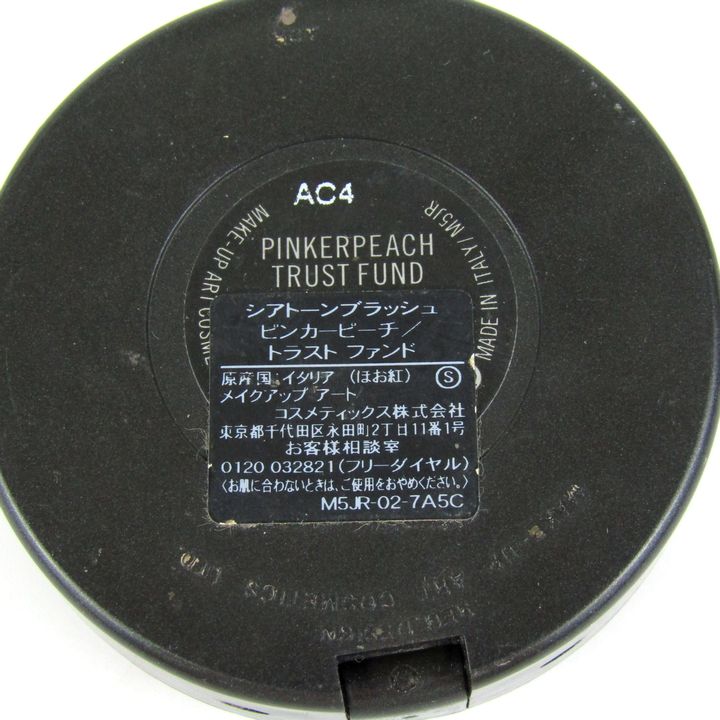 AC4
MAKE-UP ART COSME
PINKERPEACH
TRUST FUND
MADE IN ITALY/M5JR
シアトーンブラッシュ
ピンカーピーチ／
トラスト ファンド
原産国：イタリア （ほお紅） Ⓢ
メイクアップ アート
コスメティックス株式会社
東京都千代田区永田町2丁目11番1号
お客様相談室
0120 032821(フリーダイヤル)
〈お肌に合わないときは、ご使用をおやめください。〉
M5JR-02-7A5C
ART COSMETICS LTD
REG.DESIGN